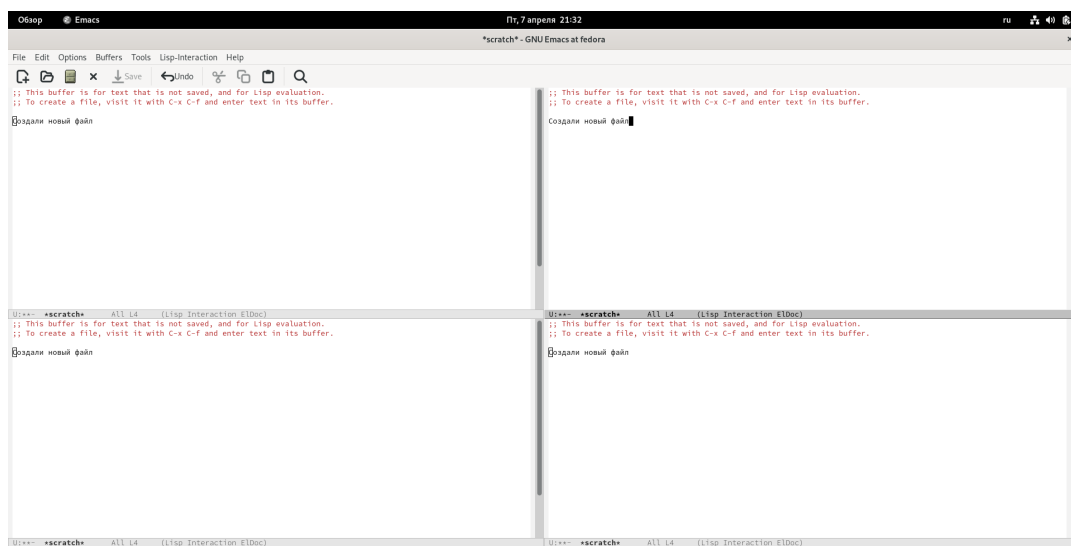 Обзор Emacs Пт, 7 апреля 21:32 ru
*scratch* - GNU Emacs at fedora
File Edit Options Buffers Tools Lisp-Interaction Help
Save Undo
;; This buffer is for text that is not saved, and for Lisp evaluation.
;; To create a file, visit it with C-x C-f and enter text in its buffer.
Создали новый файл
U:**- *scratch* All L4 (Lisp Interaction ElDoc)
;; This buffer is for text that is not saved, and for Lisp evaluation.
;; To create a file, visit it with C-x C-f and enter text in its buffer.
Создали новый файл
U:**- *scratch* All L4 (Lisp Interaction ElDoc)
;; This buffer is for text that is not saved, and for Lisp evaluation.
;; To create a file, visit it with C-x C-f and enter text in its buffer.
Создали новый файл
U:**- *scratch* All L4 (Lisp Interaction ElDoc)
;; This buffer is for text that is not saved, and for Lisp evaluation.
;; To create a file, visit it with C-x C-f and enter text in its buffer.
Создали новый файл
U:**- *scratch* All L4 (Lisp Interaction ElDoc)